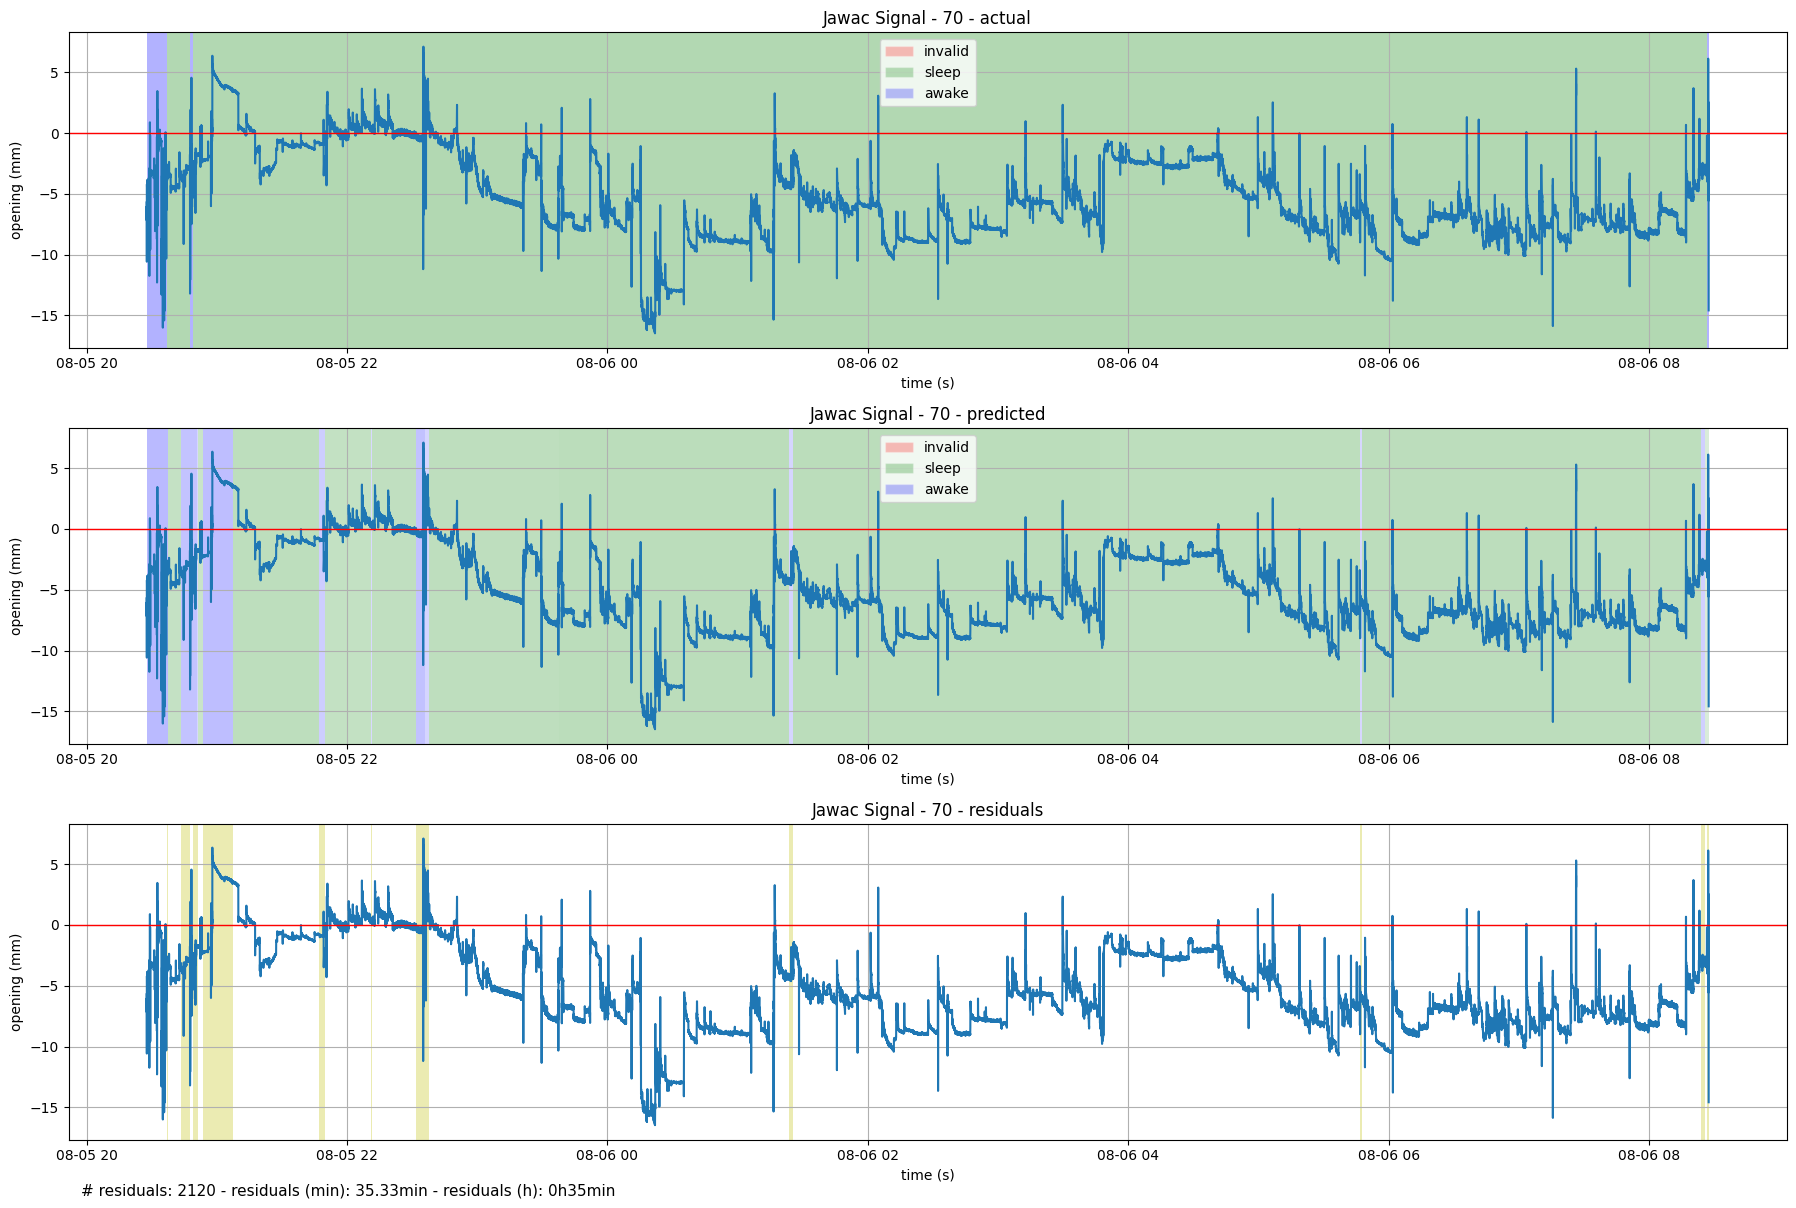 Jawac Signal - 70 - actual
invalid
sleep
awake
5
0
−5
−10
−15
opening (mm)
08-05 20 08-05 22 08-06 00 08-06 02 08-06 04 08-06 06 08-06 08
time (s)
Jawac Signal - 70 - predicted
invalid
sleep
awake
5
0
−5
−10
−15
opening (mm)
08-05 20 08-05 22 08-06 00 08-06 02 08-06 04 08-06 06 08-06 08
time (s)
Jawac Signal - 70 - residuals
5
0
−5
−10
−15
opening (mm)
08-05 20 08-05 22 08-06 00 08-06 02 08-06 04 08-06 06 08-06 08
time (s)
# residuals: 2120 - residuals (min): 35.33min - residuals (h): 0h35min